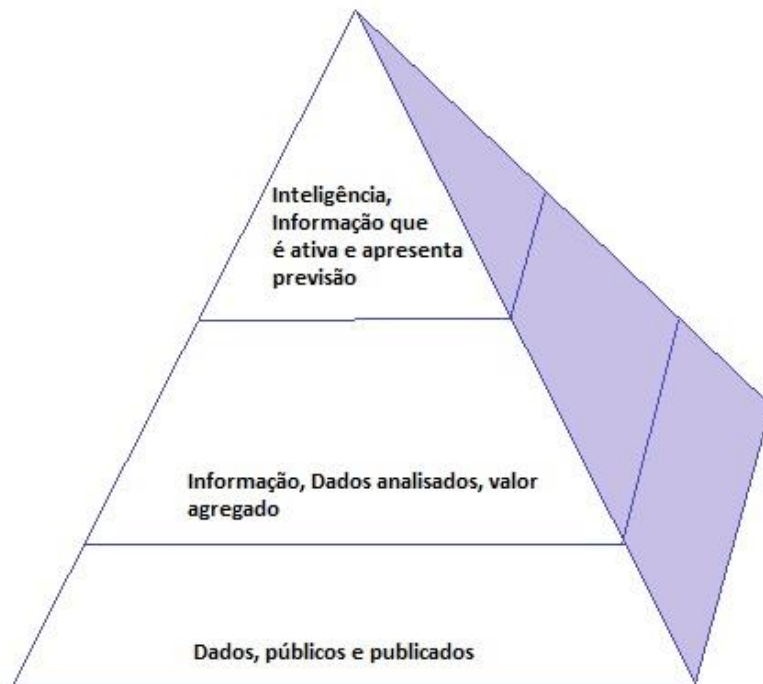 Inteligência,
Informação que
é ativa e apresenta
previsão
Informação, Dados analisados, valor
agregado
Dados, públicos e publicados